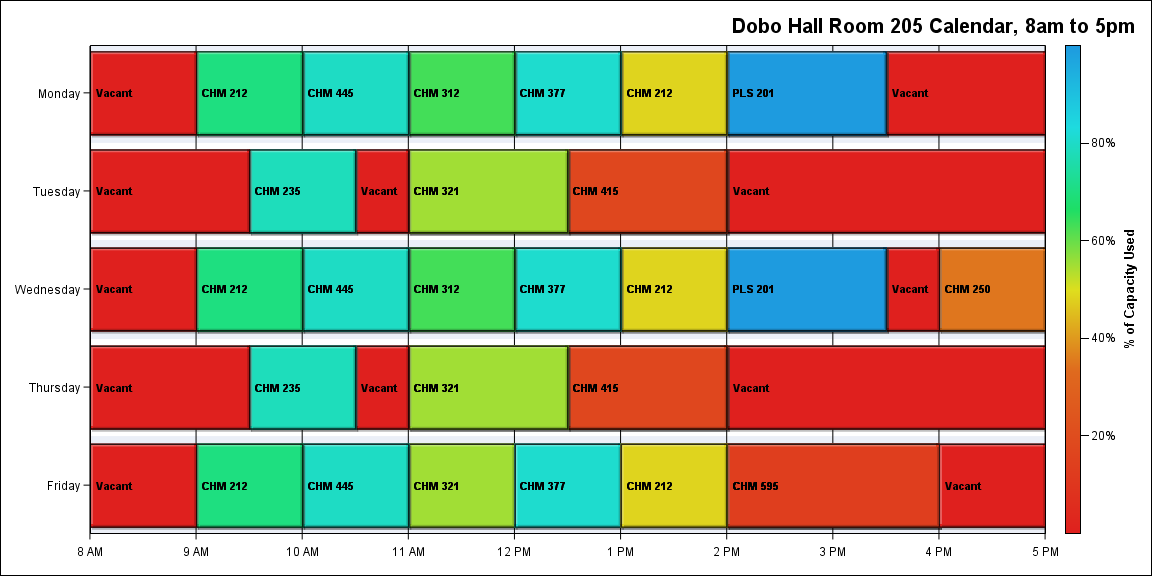 Dobo Hall Room 205 Calendar, 8am to 5pm
Monday
Vacant
CHM 212
CHM 445
CHM 312
CHM 377
CHM 212
PLS 201
Vacant
Tuesday
Vacant
CHM 235
Vacant
CHM 321
CHM 415
Vacant
Wednesday
Vacant
CHM 212
CHM 445
CHM 312
CHM 377
CHM 212
PLS 201
Vacant
CHM 250
Thursday
Vacant
CHM 235
Vacant
CHM 321
CHM 415
Vacant
Friday
Vacant
CHM 212
CHM 445
CHM 321
CHM 377
CHM 212
CHM 595
Vacant
8 AM
9 AM
10 AM
11 AM
12 PM
1 PM
2 PM
3 PM
4 PM
5 PM
80%
60%
40%
20%
% of Capacity Used